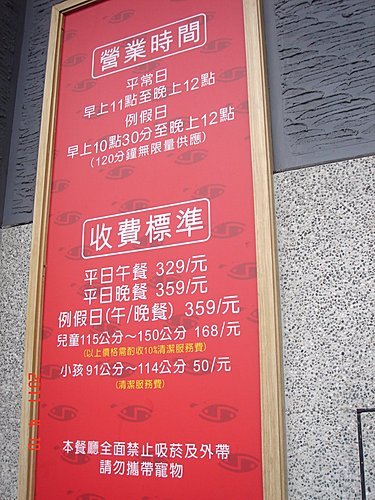 營業時間
平常日
早上11點至晚上12點
例假日
早上10點30分至晚上12點
(120分鐘無限量供應)
收費標準
平日午餐 329/元
平日晚餐 359/元
例假日(午/晚餐) 359/元
兒童115公分～150公分 168/元
(以上價格需酌收10%清潔服務費)
小孩 91公分～114公分 50/元
(清潔服務費)
本餐廳全面禁止吸菸及外帶
請勿攜帶寵物